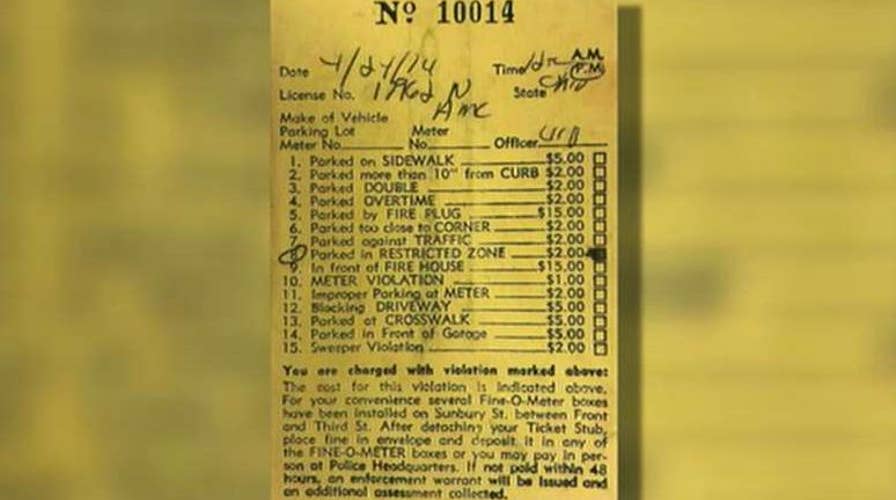 Nº 10014
Date 4/24/74 Time A.M.
P.M.
License No. 1796 State Ohio
AMC
Make of Vehicle
Parking Lot Meter
Meter No. No. Officer
1. Parked on SIDEWALK $5.00
2. Parked more than 10" from CURB $2.00
3. Parked DOUBLE $2.00
4. Parked OVERTIME $2.00
5. Parked by FIRE PLUG $15.00
6. Parked too close to CORNER $2.00
7. Parked against TRAFFIC $2.00
8. Parked in RESTRICTED ZONE $2.00
9. In front of FIRE HOUSE $15.00
10. METER VIOLATION $1.00
11. Improper Parking at METER $2.00
12. Blocking DRIVEWAY $5.00
13. Parked at CROSSWALK $5.00
14. Parked in Front of Garage $5.00
15. Sweeper Violation $2.00
You are charged with violation marked above:
The cost for this violation is indicated above.
For your convenience several Fine-O-Meter boxes
have been installed on Sunbury St. between Front
and Third St. After detaching your Ticket Stub,
place fine in envelope and deposit it in any of
the FINE-O-METER boxes or you may pay in per-
son at Police Headquarters. If not paid within 48
hours, an enforcement warrant will be issued and
an additional assessment collected.